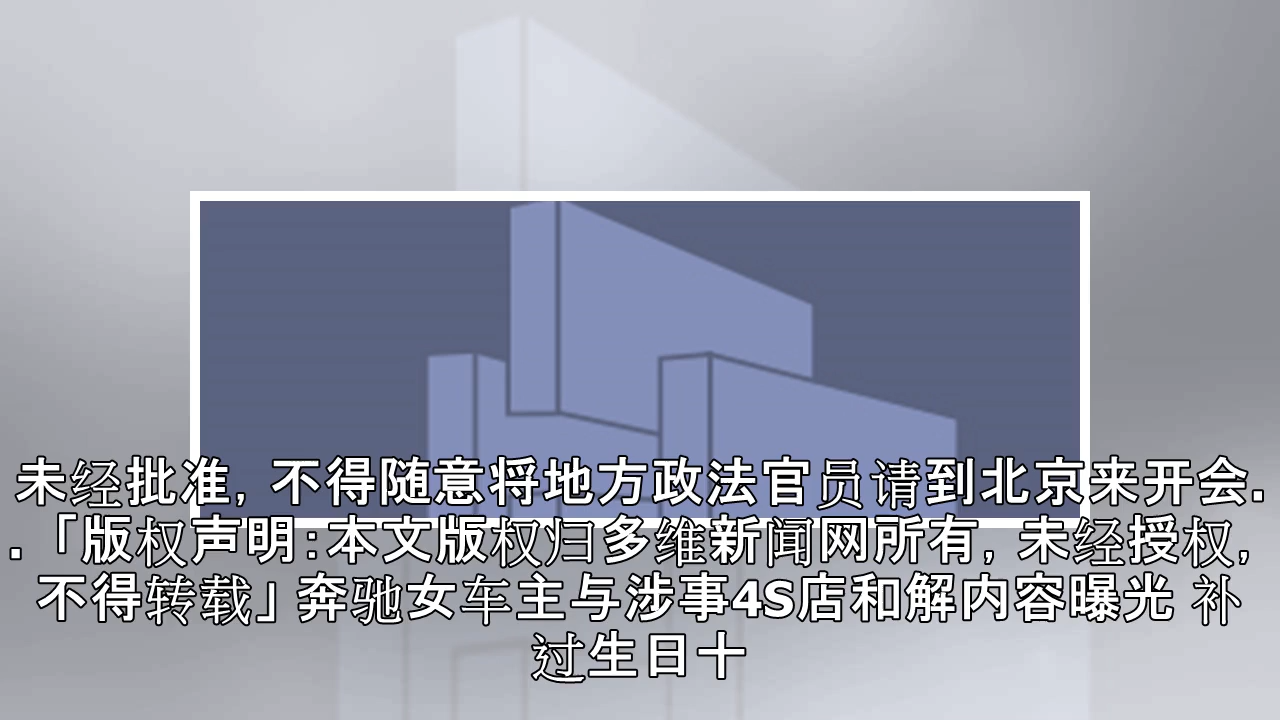 未经批准, 不得随意将地方政法官员请到北京来开会.
.「版权声明:本文版权归多维新闻网所有, 未经授权,
不得转载」奔驰女车主与涉事4S店和解内容曝光 补
过生日十